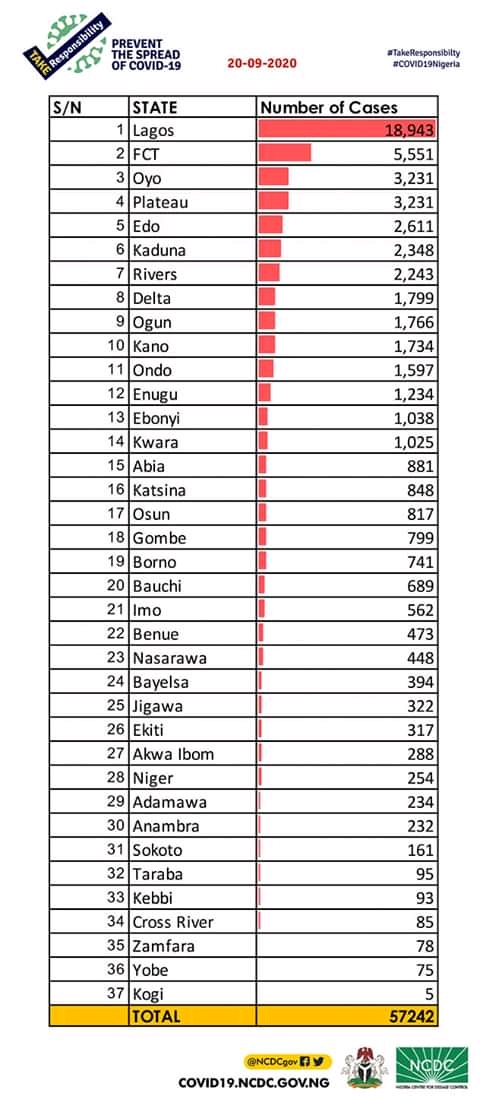 TAKE Responsibility
PREVENT
THE SPREAD
OF COVID-19
20-09-2020
#TakeResponsibilty
#COVID19Nigeria
S/N STATE Number of Cases
1 Lagos 18,943
2 FCT 5,551
3 Oyo 3,231
4 Plateau 3,231
5 Edo 2,611
6 Kaduna 2,348
7 Rivers 2,243
8 Delta 1,799
9 Ogun 1,766
10 Kano 1,734
11 Ondo 1,597
12 Enugu 1,234
13 Ebonyi 1,038
14 Kwara 1,025
15 Abia 881
16 Katsina 848
17 Osun 817
18 Gombe 799
19 Borno 741
20 Bauchi 689
21 Imo 562
22 Benue 473
23 Nasarawa 448
24 Bayelsa 394
25 Jigawa 322
26 Ekiti 317
27 Akwa Ibom 288
28 Niger 254
29 Adamawa 234
30 Anambra 232
31 Sokoto 161
32 Taraba 95
33 Kebbi 93
34 Cross River 85
35 Zamfara 78
36 Yobe 75
37 Kogi 5
TOTAL 57242
@NCDCgov
COVID19.NCDC.GOV.NG
NCDC
NIGERIA CENTRE FOR DISEASE CONTROL